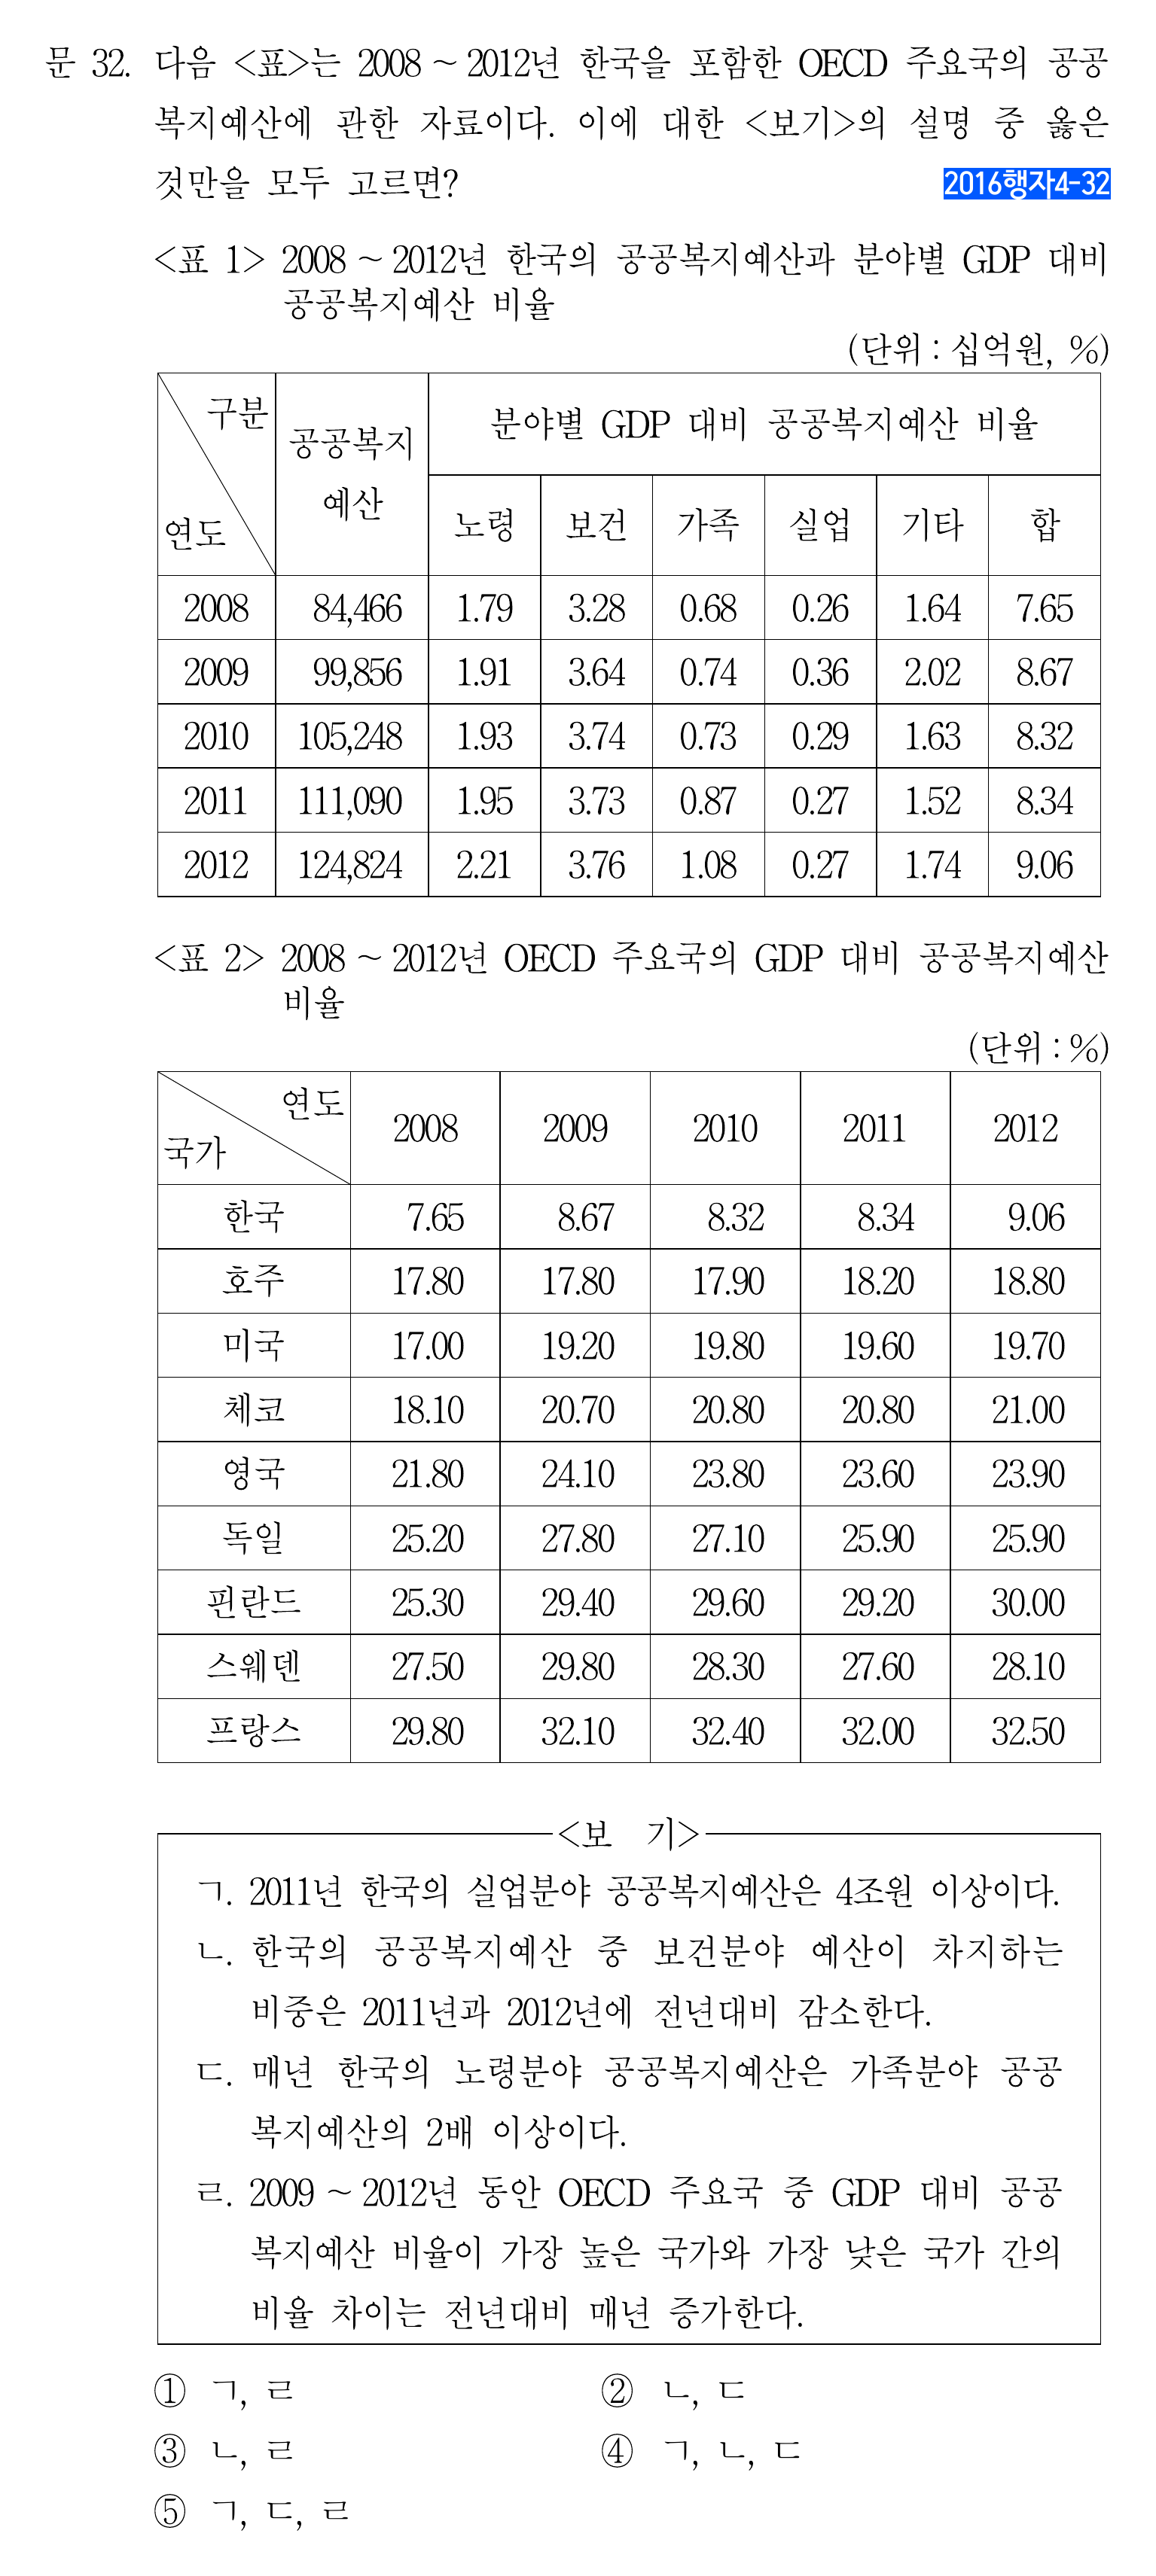 문 32. 다음 <표>는 2008 ~ 2012년 한국을 포함한 OECD 주요국의 공공
복지예산에 관한 자료이다. 이에 대한 <보기>의 설명 중 옳은
것만을 모두 고르면?
2016행자4-32
<표 1> 2008 ~ 2012년 한국의 공공복지예산과 분야별 GDP 대비
공공복지예산 비율
(단위 : 십억원, %)
구분 연도 공공복지 예산 분야별 GDP 대비 공공복지예산 비율
노령 보건 가족 실업 기타 합
2008 84,466 1.79 3.28 0.68 0.26 1.64 7.65
2009 99,856 1.91 3.64 0.74 0.36 2.02 8.67
2010 105,248 1.93 3.74 0.73 0.29 1.63 8.32
2011 111,090 1.95 3.73 0.87 0.27 1.52 8.34
2012 124,824 2.21 3.76 1.08 0.27 1.74 9.06
<표 2> 2008 ~ 2012년 OECD 주요국의 GDP 대비 공공복지예산
비율
(단위 : %)
연도 국가 2008 2009 2010 2011 2012
한국 7.65 8.67 8.32 8.34 9.06
호주 17.80 17.80 17.90 18.20 18.80
미국 17.00 19.20 19.80 19.60 19.70
체코 18.10 20.70 20.80 20.80 21.00
영국 21.80 24.10 23.80 23.60 23.90
독일 25.20 27.80 27.10 25.90 25.90
핀란드 25.30 29.40 29.60 29.20 30.00
스웨덴 27.50 29.80 28.30 27.60 28.10
프랑스 29.80 32.10 32.40 32.00 32.50
<보 기>
ㄱ. 2011년 한국의 실업분야 공공복지예산은 4조원 이상이다.
ㄴ. 한국의 공공복지예산 중 보건분야 예산이 차지하는
비중은 2011년과 2012년에 전년대비 감소한다.
ㄷ. 매년 한국의 노령분야 공공복지예산은 가족분야 공공
복지예산의 2배 이상이다.
ㄹ. 2009 ~ 2012년 동안 OECD 주요국 중 GDP 대비 공공
복지예산 비율이 가장 높은 국가와 가장 낮은 국가 간의
비율 차이는 전년대비 매년 증가한다.
① ㄱ, ㄹ ② ㄴ, ㄷ
③ ㄴ, ㄹ ④ ㄱ, ㄴ, ㄷ
⑤ ㄱ, ㄷ, ㄹ